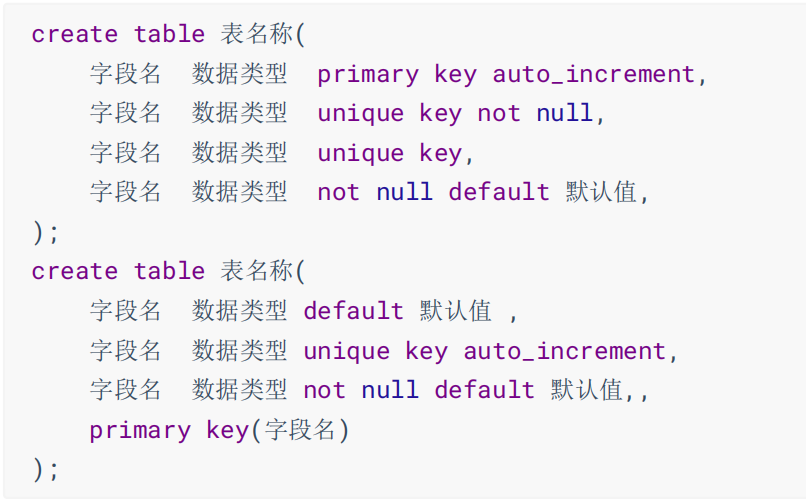 create table 表名称(
    字段名  数据类型  primary key auto_increment,
    字段名  数据类型  unique key not null,
    字段名  数据类型  unique key,
    字段名  数据类型  not null default 默认值,
);
create table 表名称(
    字段名  数据类型 default 默认值 ,
    字段名  数据类型 unique key auto_increment,
    字段名  数据类型 not null default 默认值,,
    primary key(字段名)
);